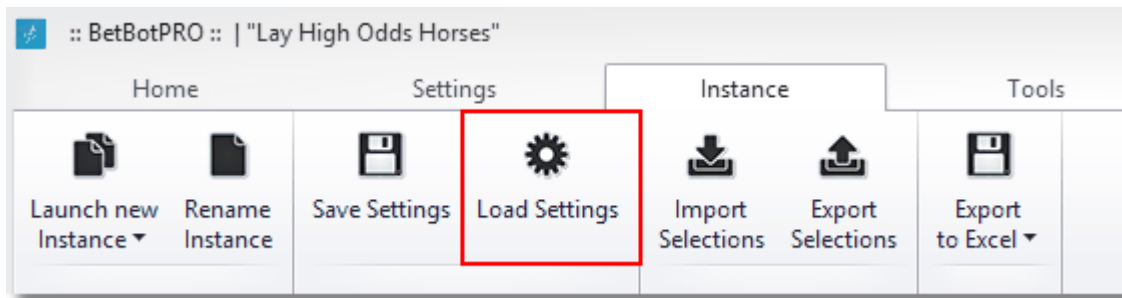 :: BetBotPRO :: | "Lay High Odds Horses"
Home Settings Instance Tools
Launch new Instance
Rename Instance
Save Settings
Load Settings
Import Selections
Export Selections
Export to Excel